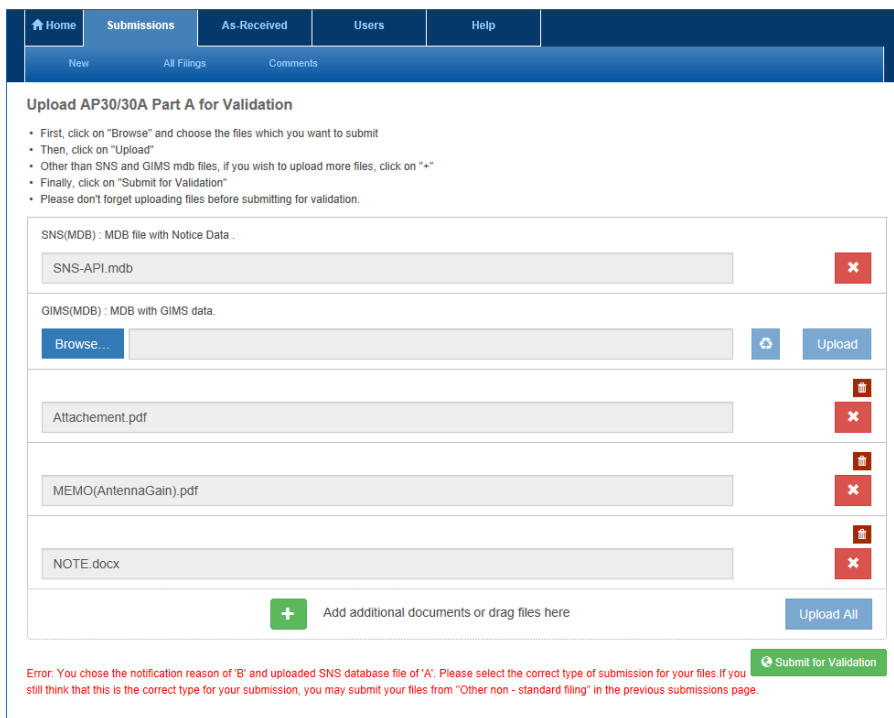 Home Submissions As-Received Users Help
New All Filings Comments
Upload AP30/30A Part A for Validation
• First, click on "Browse" and choose the files which you want to submit
• Then, click on "Upload"
• Other than SNS and GIMS mdb files, if you wish to upload more files, click on "+"
• Finally, click on "Submit for Validation"
• Please don't forget uploading files before submitting for validation.
SNS(MDB) : MDB file with Notice Data .
SNS-API.mdb
GIMS(MDB) : MDB with GIMS data.
Browse... Upload
Attachement.pdf
MEMO(AntennaGain).pdf
NOTE.docx
+ Add additional documents or drag files here Upload All
Submit for Validation
Error: You chose the notification reason of 'B' and uploaded SNS database file of 'A'. Please select the correct type of submission for your files.If you
still think that this is the correct type for your submission, you may submit your files from "Other non - standard filing" in the previous submissions page.